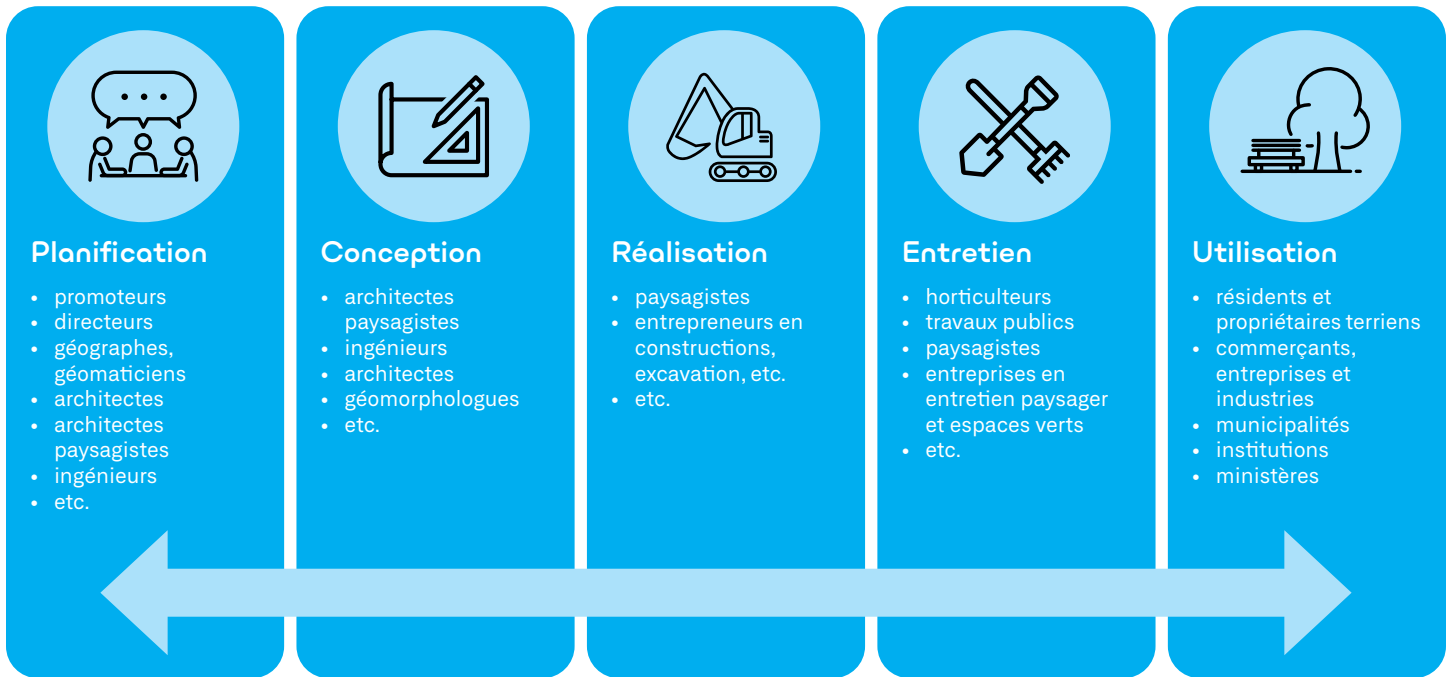 Planification
• promoteurs
• directeurs
• géographes,
géomaticiens
• architectes
• architectes
paysagistes
• ingénieurs
• etc.
Conception
• architectes
paysagistes
• ingénieurs
• architectes
• géomorphologues
• etc.
Réalisation
• paysagistes
• entrepreneurs en
constructions,
excavation, etc.
• etc.
Entretien
• horticulteurs
• travaux publics
• paysagistes
• entreprises en
entretien paysager
et espaces verts
• etc.
Utilisation
• résidents et
propriétaires terriens
• commerçants,
entreprises et
industries
• municipalités
• institutions
• ministères